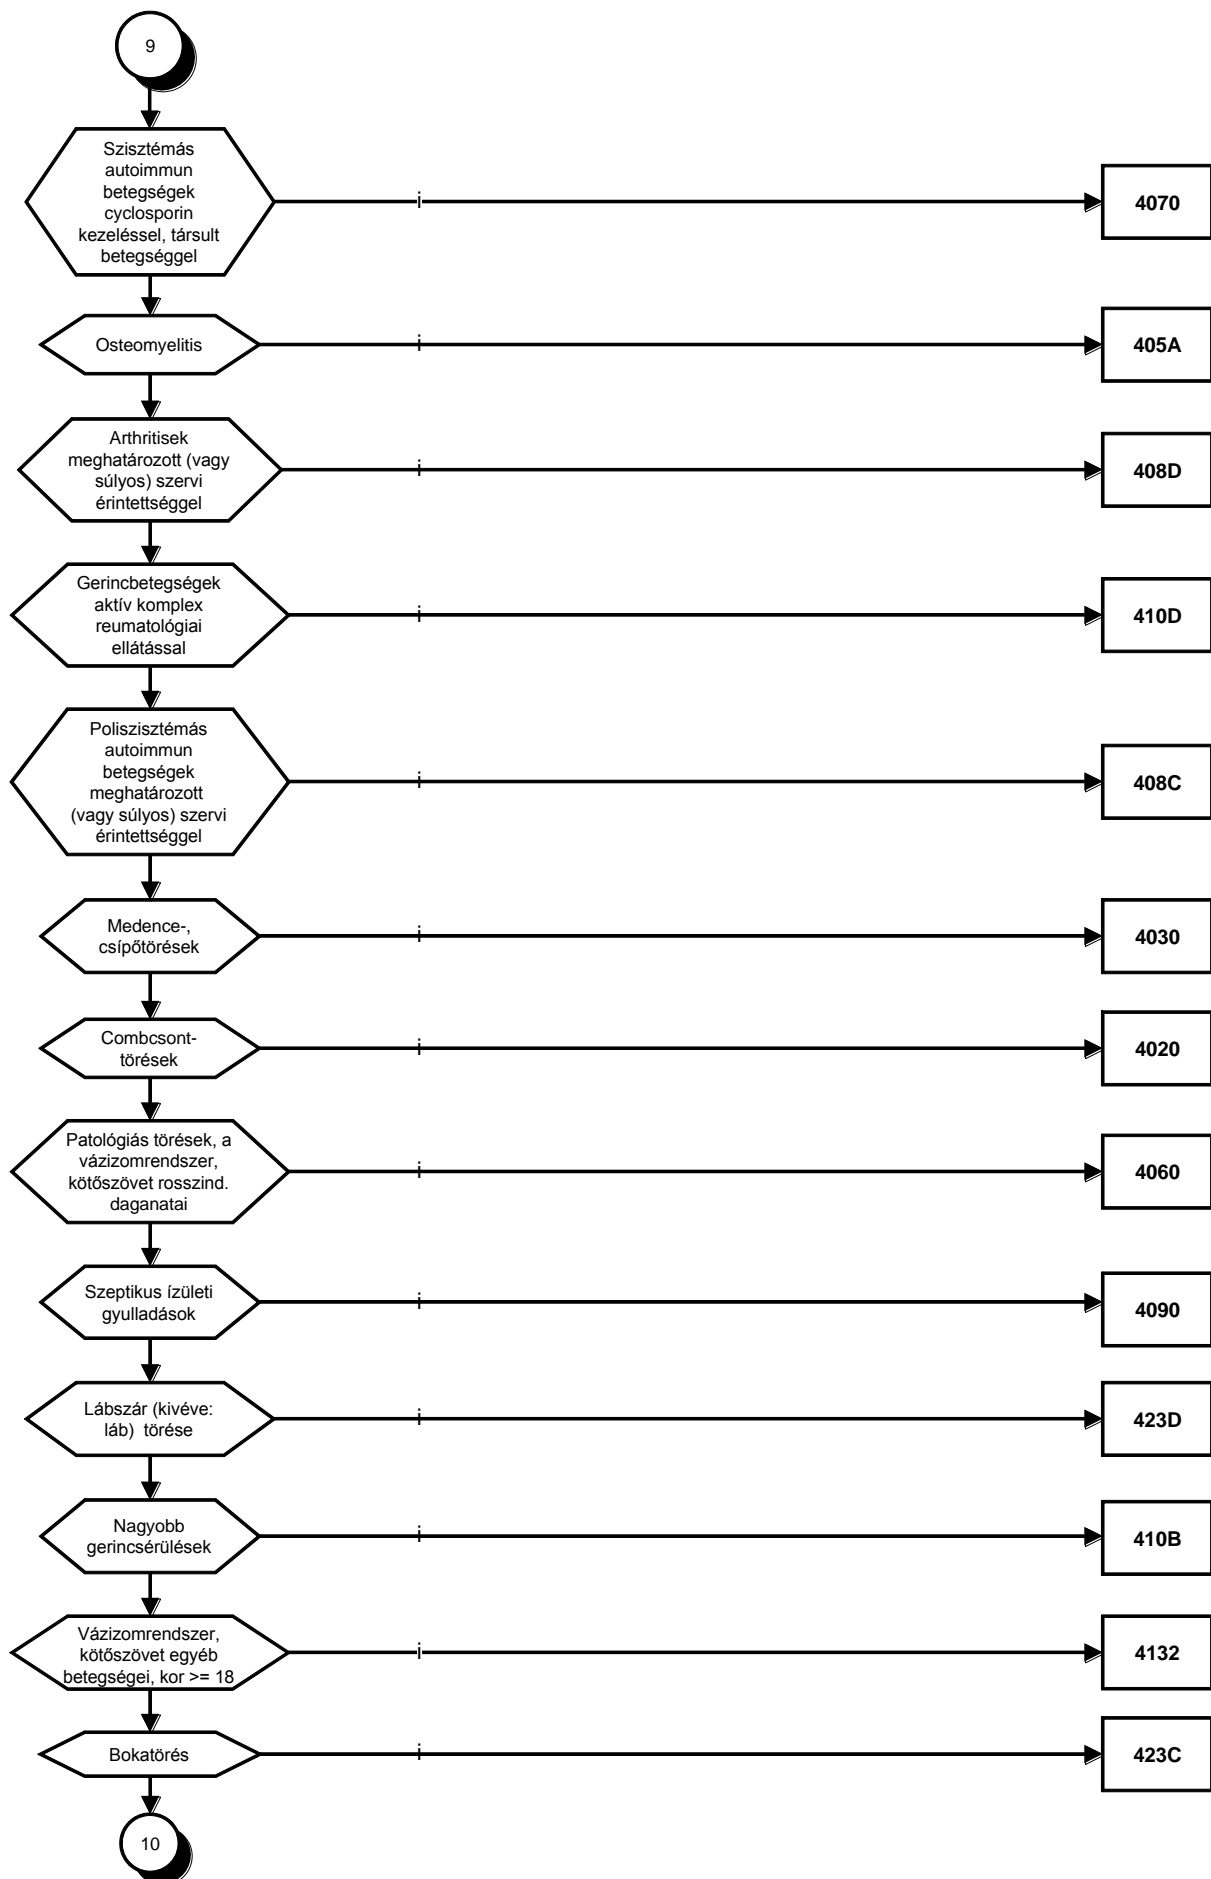 9
Szisztémás
autoimmun
betegségek
cyclosporin
kezeléssel, társult
betegséggel
i
4070
Osteomyelitis
i
405A
Arthritisek
meghatározott (vagy
súlyos) szervi
érintettséggel
i
408D
Gerincbetegségek
aktív komplex
reumatológiai
ellátással
i
410D
Poliszisztémás
autoimmun
betegségek
meghatározott
(vagy súlyos) szervi
érintettséggel
i
408C
Medence-,
csípőtörések
i
4030
Combcsont-
törések
i
4020
Patológiás törések, a
vázizomrendszer,
kötőszövet rosszind.
daganatai
i
4060
Szeptikus ízületi
gyulladások
i
4090
Lábszár (kivéve:
láb)  törése
i
423D
Nagyobb
gerincsérülések
i
410B
Vázizomrendszer,
kötőszövet egyéb
betegségei, kor >= 18
i
4132
Bokatörés
i
423C
10